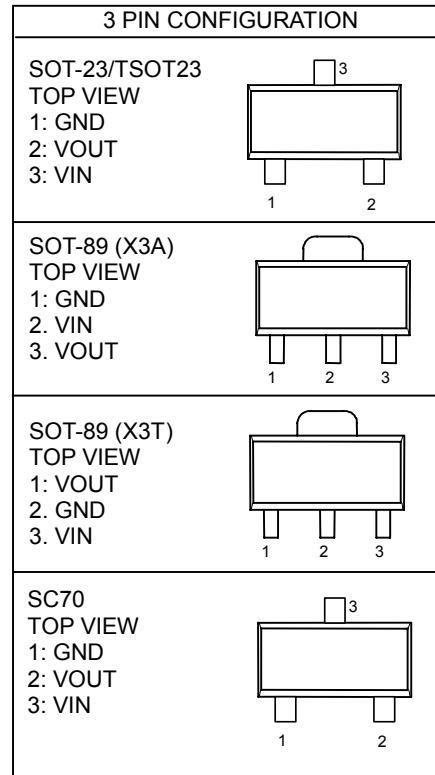 3 PIN CONFIGURATION
SOT-23/TSOT23
TOP VIEW
1: GND
2: VOUT
3: VIN
3
1 2
SOT-89 (X3A)
TOP VIEW
1: GND
2. VIN
3. VOUT
1 2 3
SOT-89 (X3T)
TOP VIEW
1: VOUT
2. GND
3. VIN
1 2 3
SC70
TOP VIEW
1: GND
2: VOUT
3: VIN
3
1 2